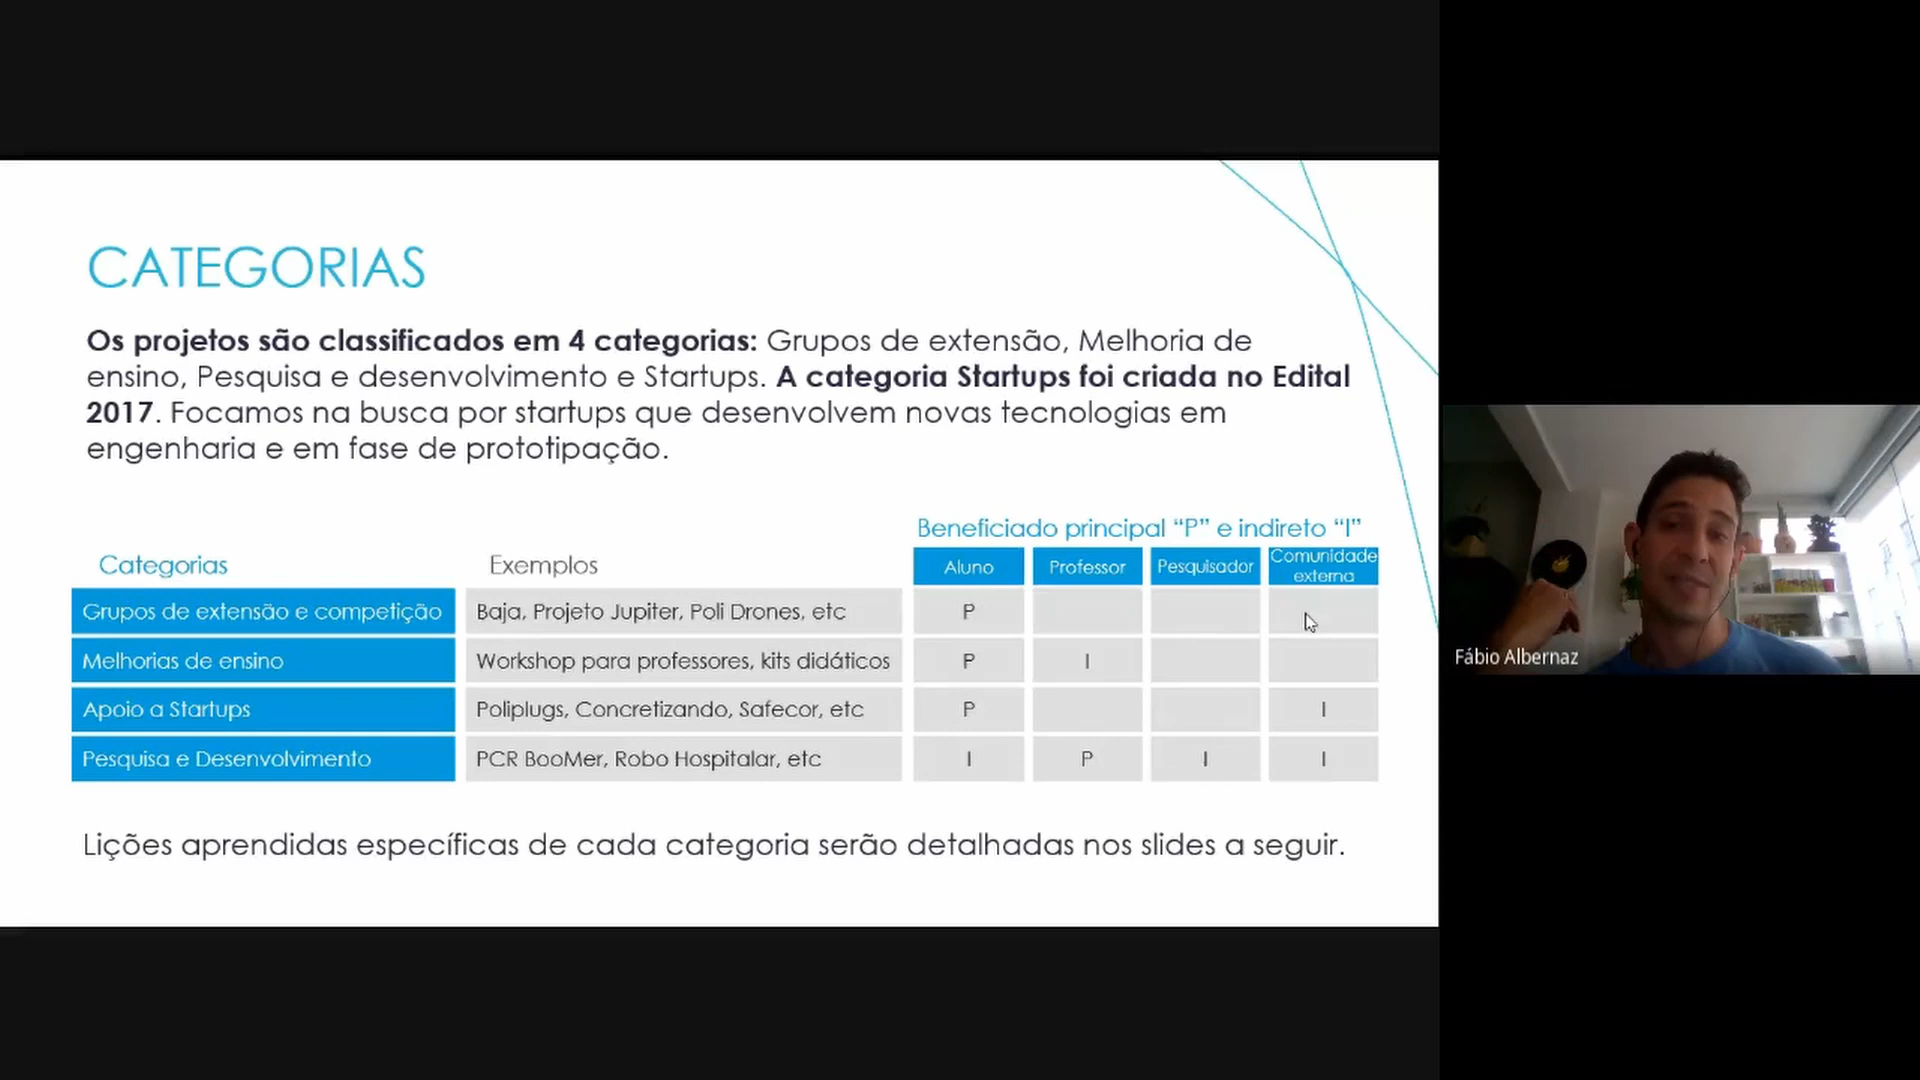 CATEGORIAS
Os projetos são classificados em 4 categorias: Grupos de extensão, Melhoria de
ensino, Pesquisa e desenvolvimento e Startups. A categoria Startups foi criada no Edital
2017. Focamos na busca por startups que desenvolvem novas tecnologias em
engenharia e em fase de prototipação.
Beneficiado principal “P” e indireto “I”
Categorias Exemplos Aluno Professor Pesquisador Comunidade externa
Grupos de extensão e competição Baja, Projeto Jupiter, Poli Drones, etc P
Melhorias de ensino Workshop para professores, kits didáticos P I
Apoio a Startups Poliplugs, Concretizando, Safecor, etc P I
Pesquisa e Desenvolvimento PCR BooMer, Robo Hospitalar, etc I P I I
Lições aprendidas específicas de cada categoria serão detalhadas nos slides a seguir.
Fábio Albernaz